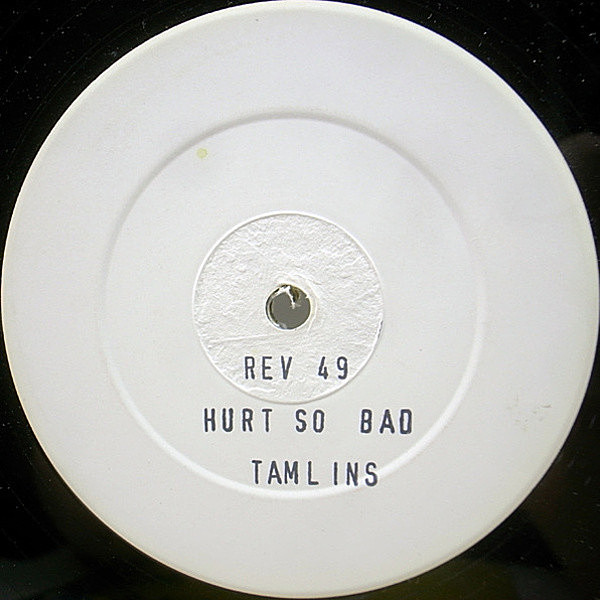 REV 49
HURT SO BAD
TAMLINS